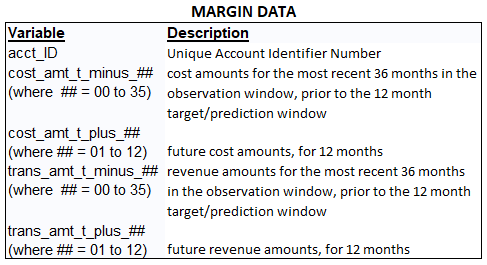 MARGIN DATA
Variable Description
acct_ID Unique Account Identifier Number
cost_amt_t_minus_## cost amounts for the most recent 36 months in the
(where ## = 00 to 35) observation window, prior to the 12 month
target/prediction window
cost_amt_t_plus_##
(where ## = 01 to 12) future cost amounts, for 12 months
trans_amt_t_minus_## revenue amounts for the most recent 36 months
(where ## = 00 to 35) in the observation window, prior to the 12 month
target/prediction window
trans_amt_t_plus_##
(where ## = 01 to 12) future revenue amounts, for 12 months